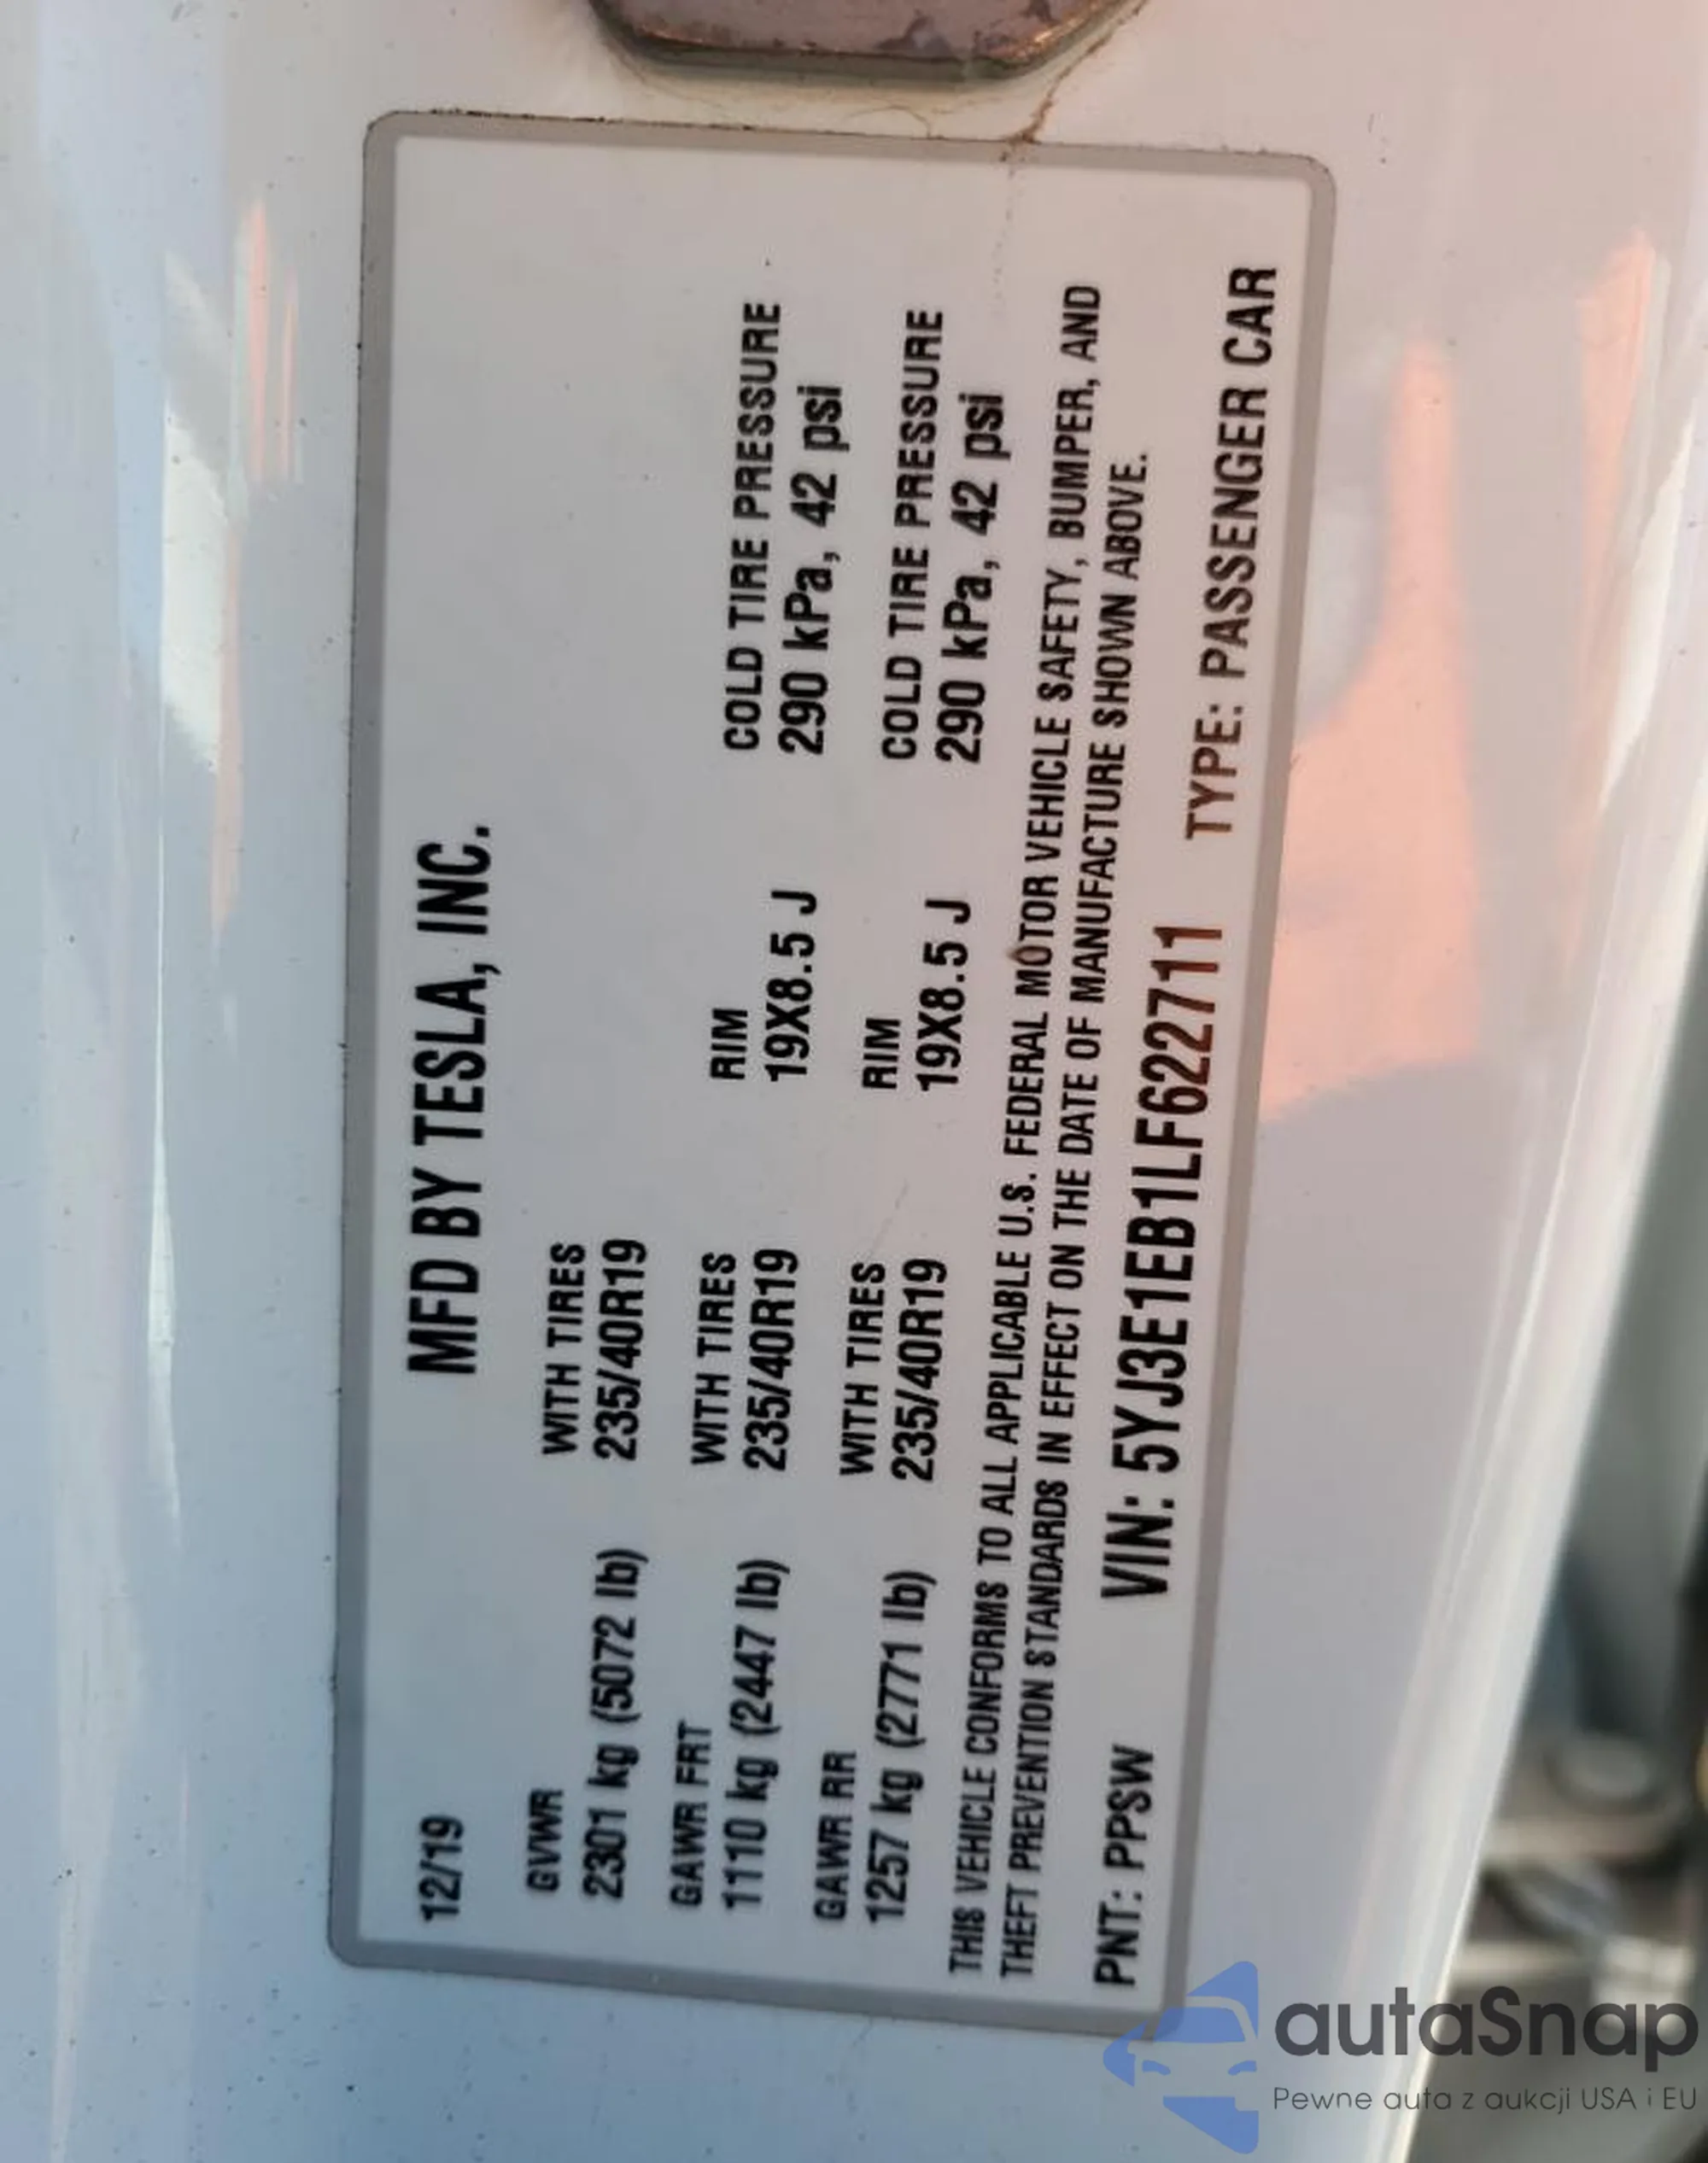 12/19 MFD BY TESLA, INC.
GVWR WITH TIRES
2301 kg (5072 lb) 235/40R19
GAWR FRT WITH TIRES RIM COLD TIRE PRESSURE
1110 kg (2447 lb) 235/40R19 19X8.5 J 290 kPa, 42 psi
GAWR RR WITH TIRES RIM COLD TIRE PRESSURE
1257 kg (2771 lb) 235/40R19 19X8.5 J 290 kPa, 42 psi
THIS VEHICLE CONFORMS TO ALL APPLICABLE U.S. FEDERAL MOTOR VEHICLE SAFETY, BUMPER, AND
THEFT PREVENTION STANDARDS IN EFFECT ON THE DATE OF MANUFACTURE SHOWN ABOVE.
PNT: PPSW VIN: 5YJ3E1EB1LF622711 TYPE: PASSENGER CAR
autaSnap
Pewne auta z aukcji USA i EU